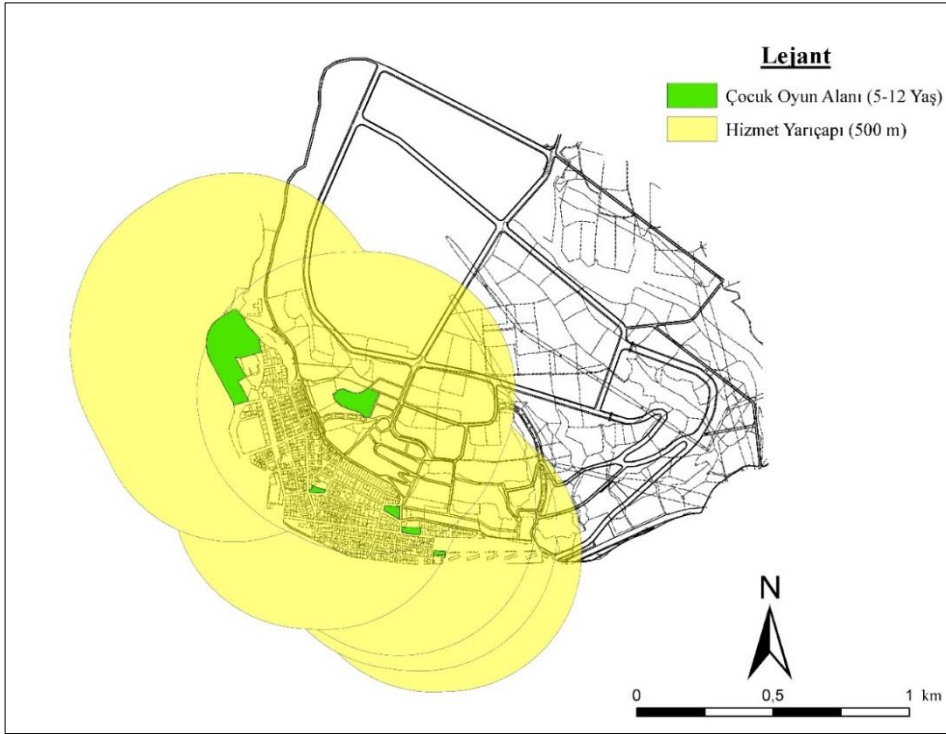 Lejant
Çocuk Oyun Alanı (5-12 Yaş)
Hizmet Yarıçapı (500 m)
N
0 0,5 1 km